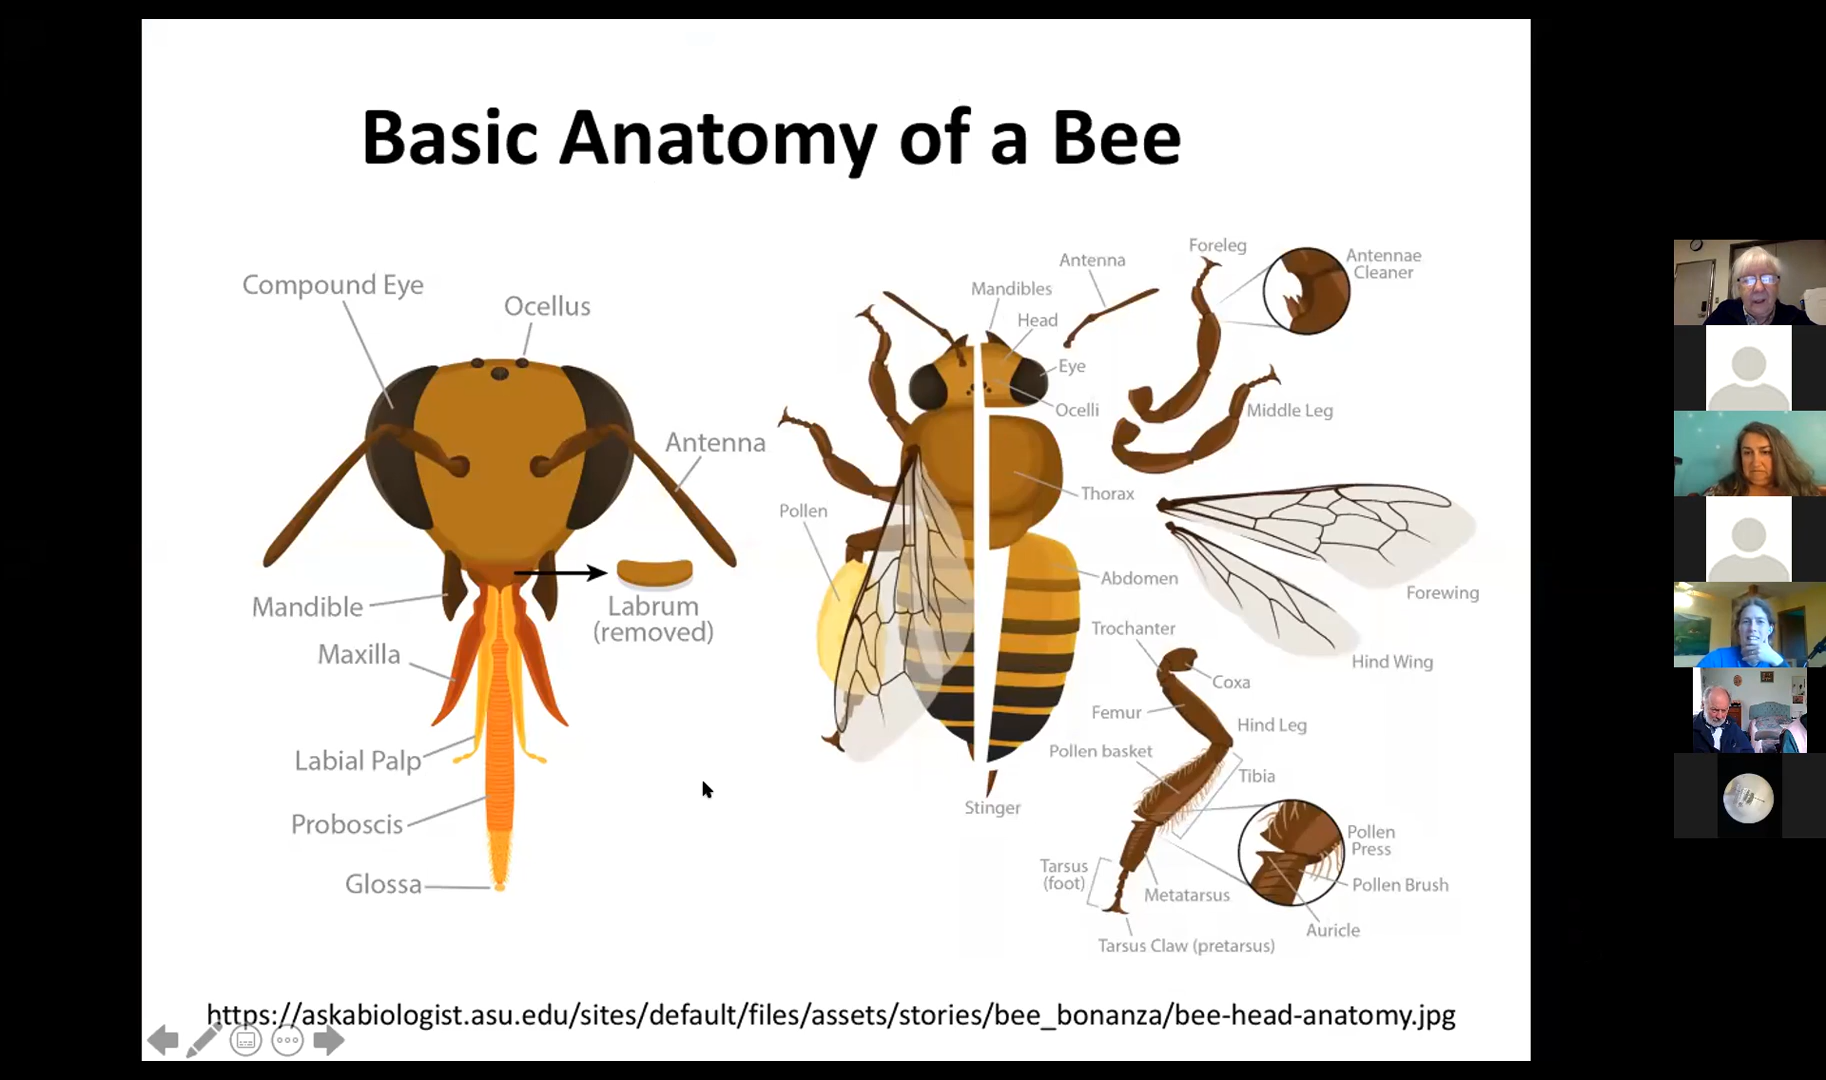 Basic Anatomy of a Bee
Compound Eye
Ocellus
Antenna
Mandible
Labrum
(removed)
Maxilla
Labial Palp
Proboscis
Glossa
Foreleg
Antennae
Cleaner
Antenna
Mandibles
Head
Eye
Ocelli
Middle Leg
Thorax
Pollen
Abdomen
Forewing
Trochanter
Hind Wing
Coxa
Femur
Hind Leg
Pollen basket
Tibia
Stinger
Pollen
Press
Tarsus
(foot)
Pollen Brush
Metatarsus
Auricle
Tarsus Claw (pretarsus)
https://askabiologist.asu.edu/sites/default/files/assets/stories/bee_bonanza/bee-head-anatomy.jpg